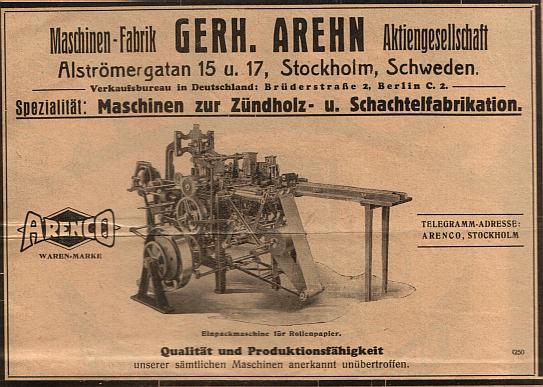 Maschinen-Fabrik GERH. AREHN Aktiengesellschaft
Alströmergatan 15 u. 17, Stockholm, Schweden.
Verkaufsbureau in Deutschland: Brüderstraße 2, Berlin C. 2.
Spezialität: Maschinen zur Zündholz- u. Schachtelfabrikation.
ARENCO
WAREN-MARKE
TELEGRAMM-ADRESSE:
ARENCO, STOCKHOLM
Einpackmaschine für Rollenpapier.
Qualität und Produktionsfähigkeit
unserer sämtlichen Maschinen anerkannt unübertroffen.